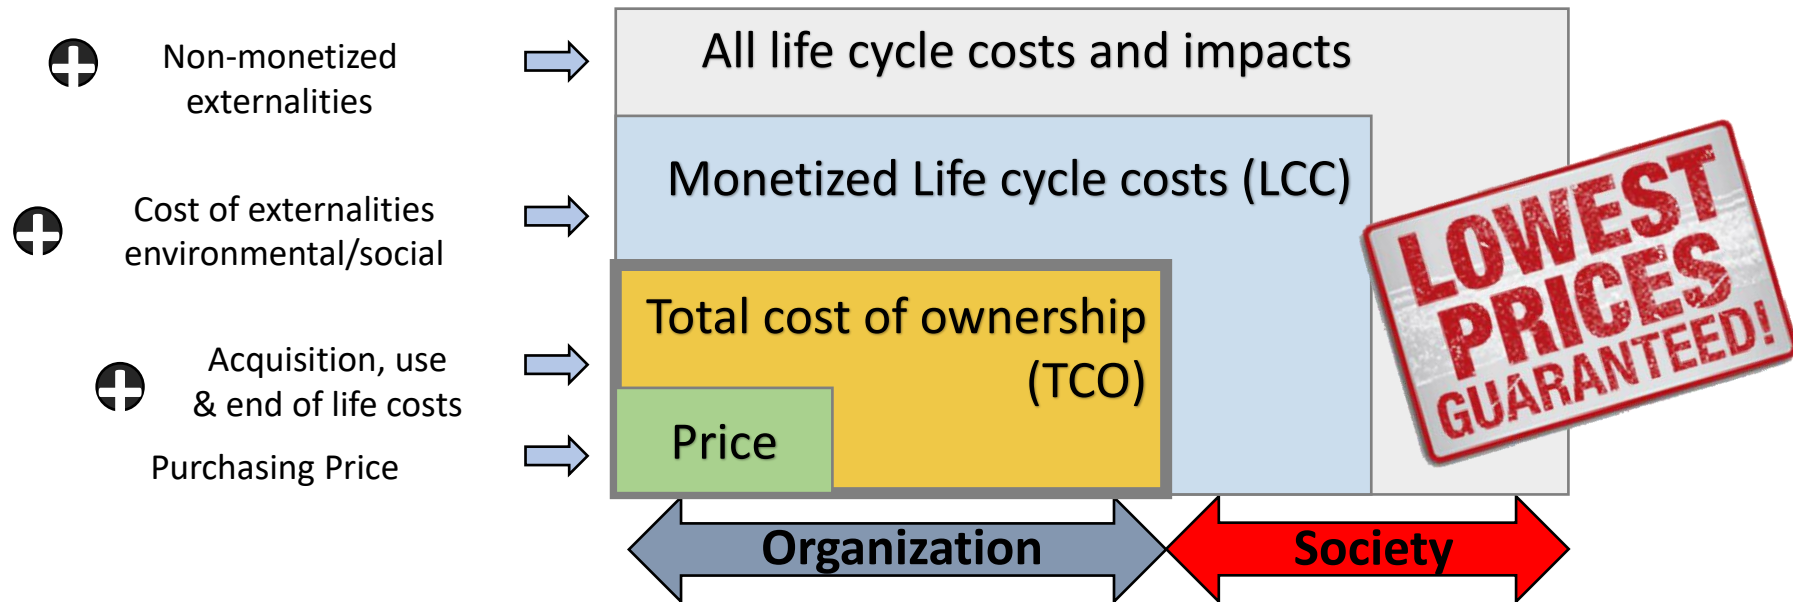 Non-monetized
externalities
All life cycle costs and impacts
Cost of externalities
environmental/social
Monetized Life cycle costs (LCC)
Acquisition, use
& end of life costs
Total cost of ownership
(TCO)
Purchasing Price
Price
Organization
Society
LOWEST
PRICES
GUARANTEED!